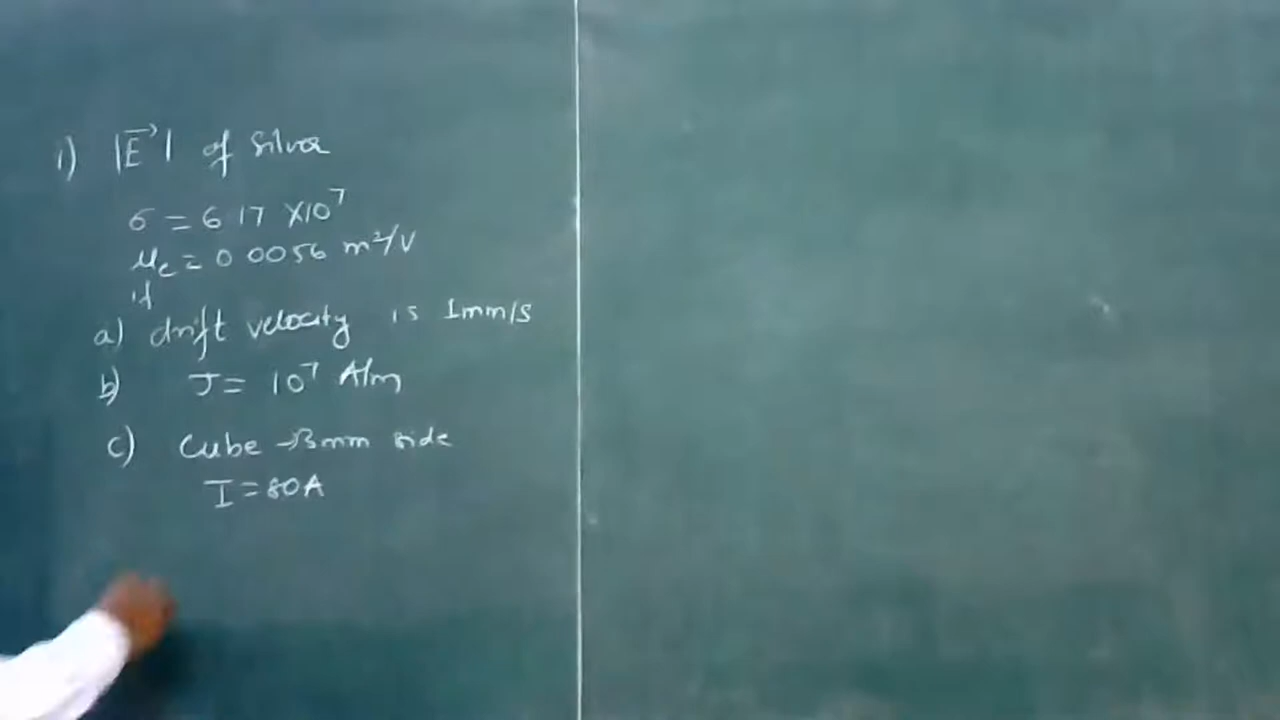 1) |E⃗| of Silver
σ = 6.17 × 10⁷
μe = 0.0056 m²/V
if
a) drift velocity is 1mm/s
b) J = 10⁷ A/m
c) Cube → 3mm side
I = 80A